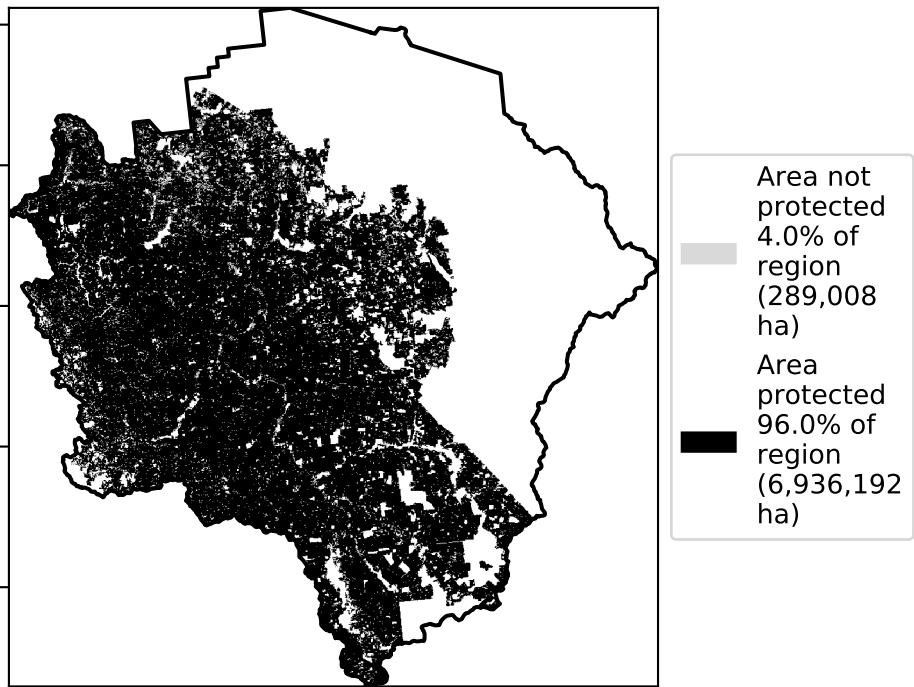 Area not
protected
4.0% of
region
(289,008
ha)
Area
protected
96.0% of
region
(6,936,192
ha)